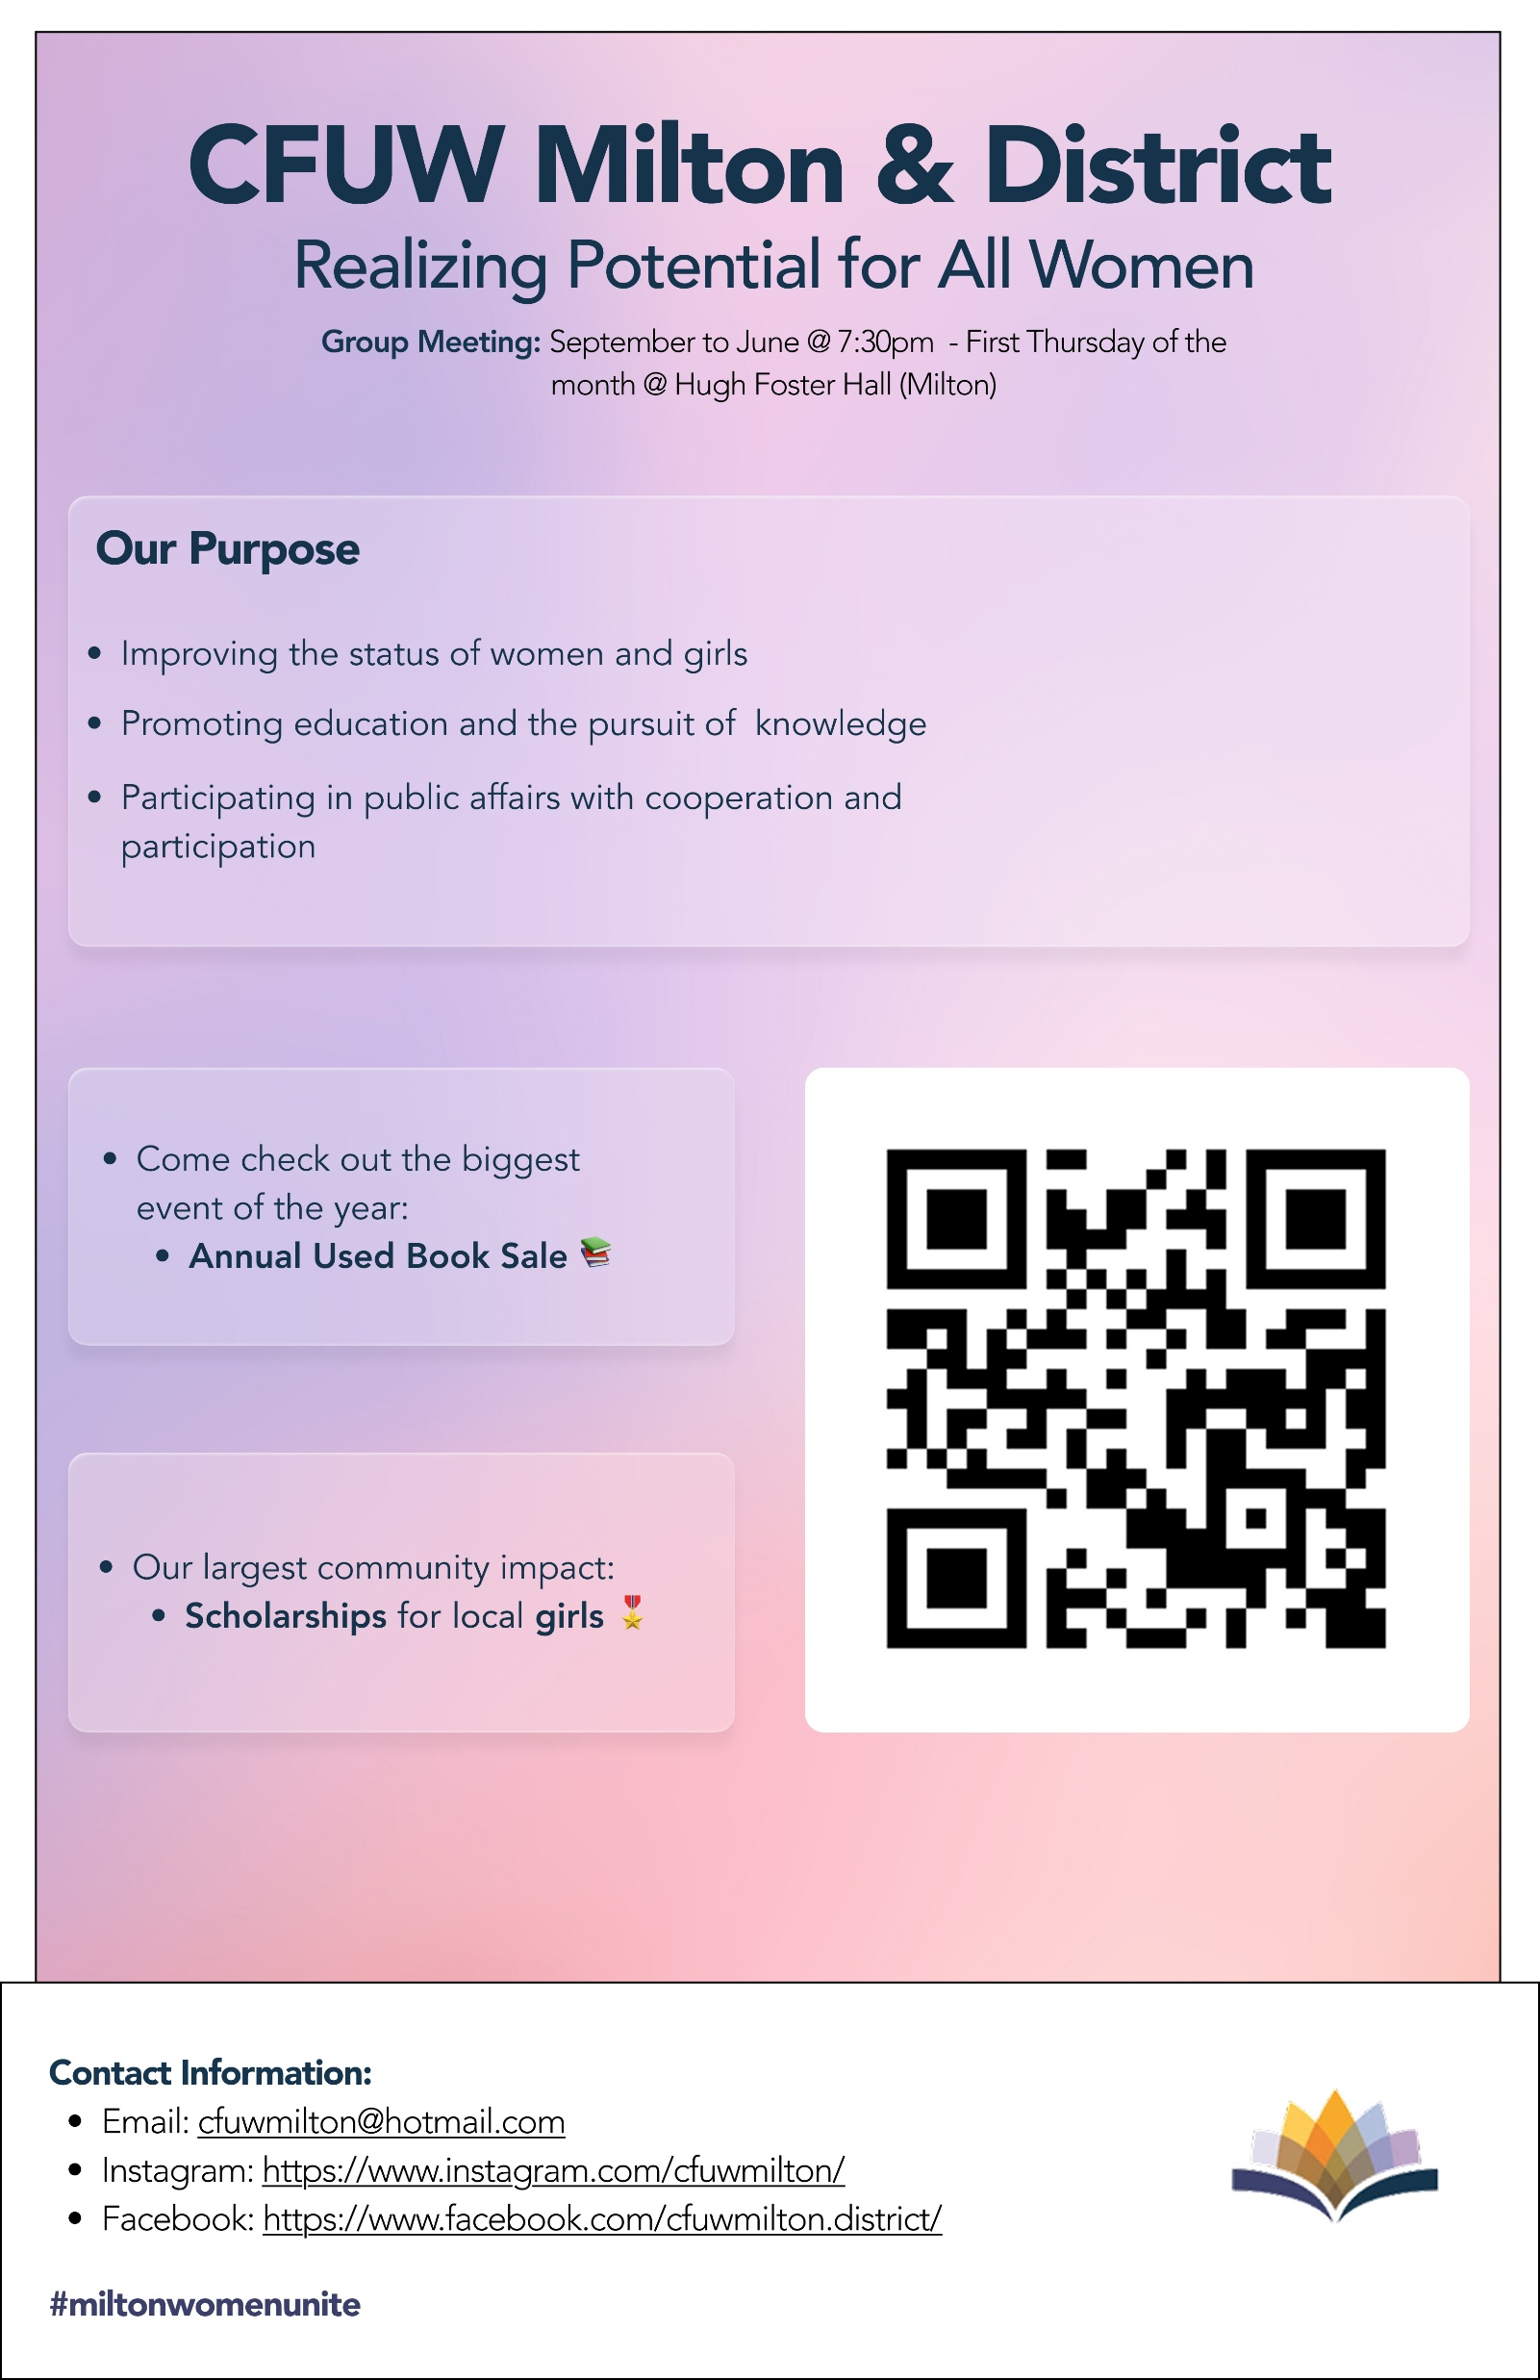 CFUW Milton & District
Realizing Potential for All Women
Group Meeting: September to June @ 7:30pm - First Thursday of the
month @ Hugh Foster Hall (Milton)
Our Purpose
• Improving the status of women and girls
• Promoting education and the pursuit of knowledge
• Participating in public affairs with cooperation and
participation
• Come check out the biggest
event of the year:
• Annual Used Book Sale 📚
• Our largest community impact:
• Scholarships for local girls 🎖️
Contact Information:
• Email: cfuwmilton@hotmail.com
• Instagram: https://www.instagram.com/cfuwmilton/
• Facebook: https://www.facebook.com/cfuwmilton.district/
#miltonwomenunite